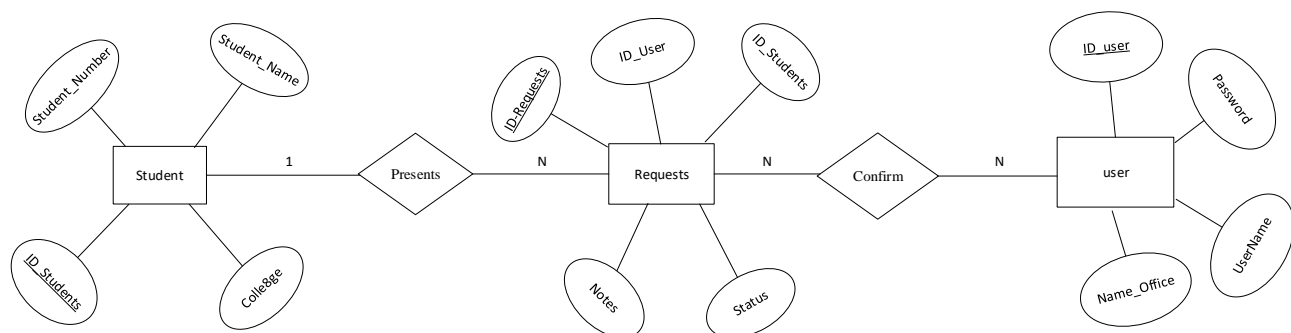 Student_Number
Student_Name
Student
ID_Students
Colle8ge
1
Presents
N
ID-Requests
ID_User
ID_Students
Requests
Notes
Status
N
Confirm
N
ID_user
Password
user
UserName
Name_Office